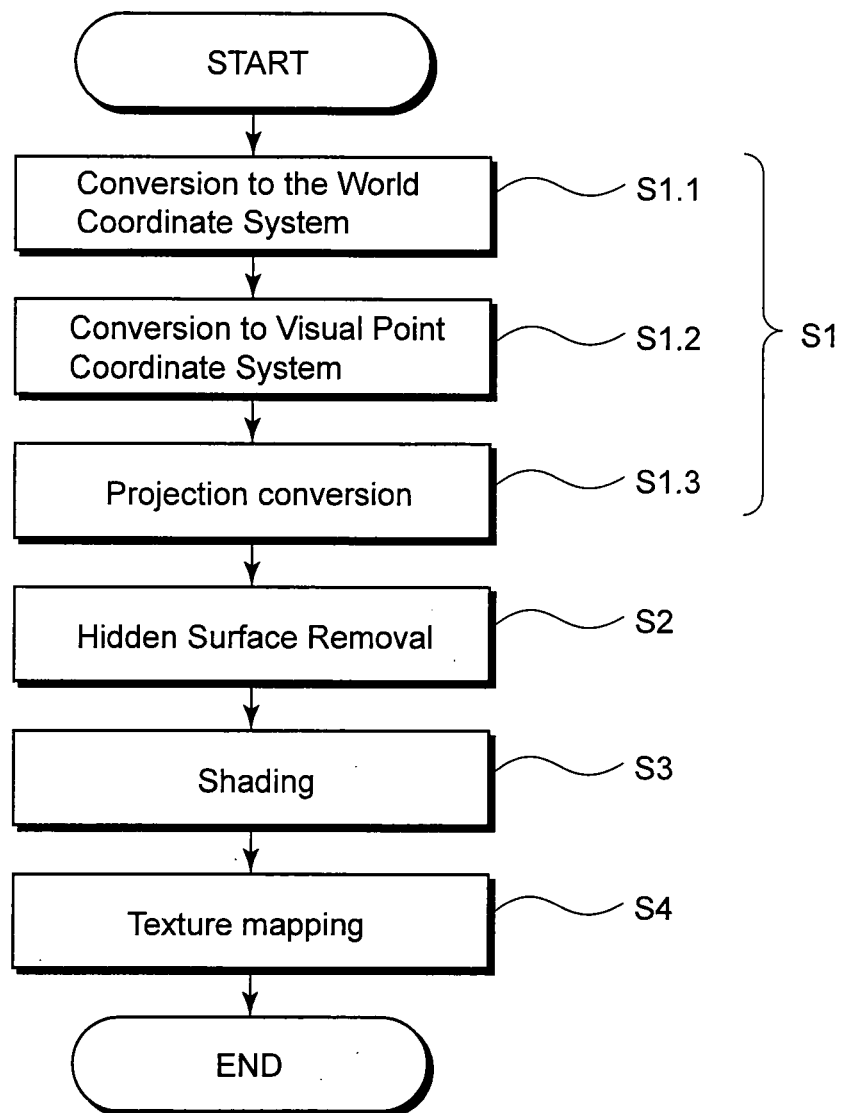 START
Conversion to the World
Coordinate System
S1.1
Conversion to Visual Point
Coordinate System
S1.2
S1
Projection conversion
S1.3
Hidden Surface Removal
S2
Shading
S3
Texture mapping
S4
END